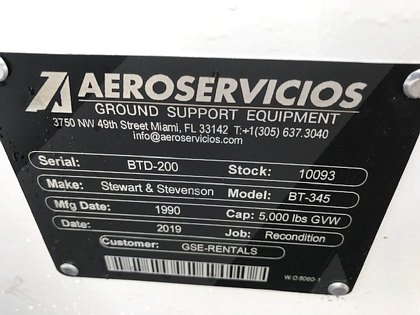 AEROSERVICIOS
GROUND SUPPORT EQUIPMENT
3750 NW 49th Street Miami, FL 33142 T:+1(305) 637.3040
info@aeroservicios.com
Serial: BTD-200 Stock: 10093
Make: Stewart & Stevenson Model: BT-345
Mfg Date: 1990 Cap: 5,000 lbs GVW
Date: 2019 Job: Recondition
Customer: GSE-RENTALS
W.O 5060-1